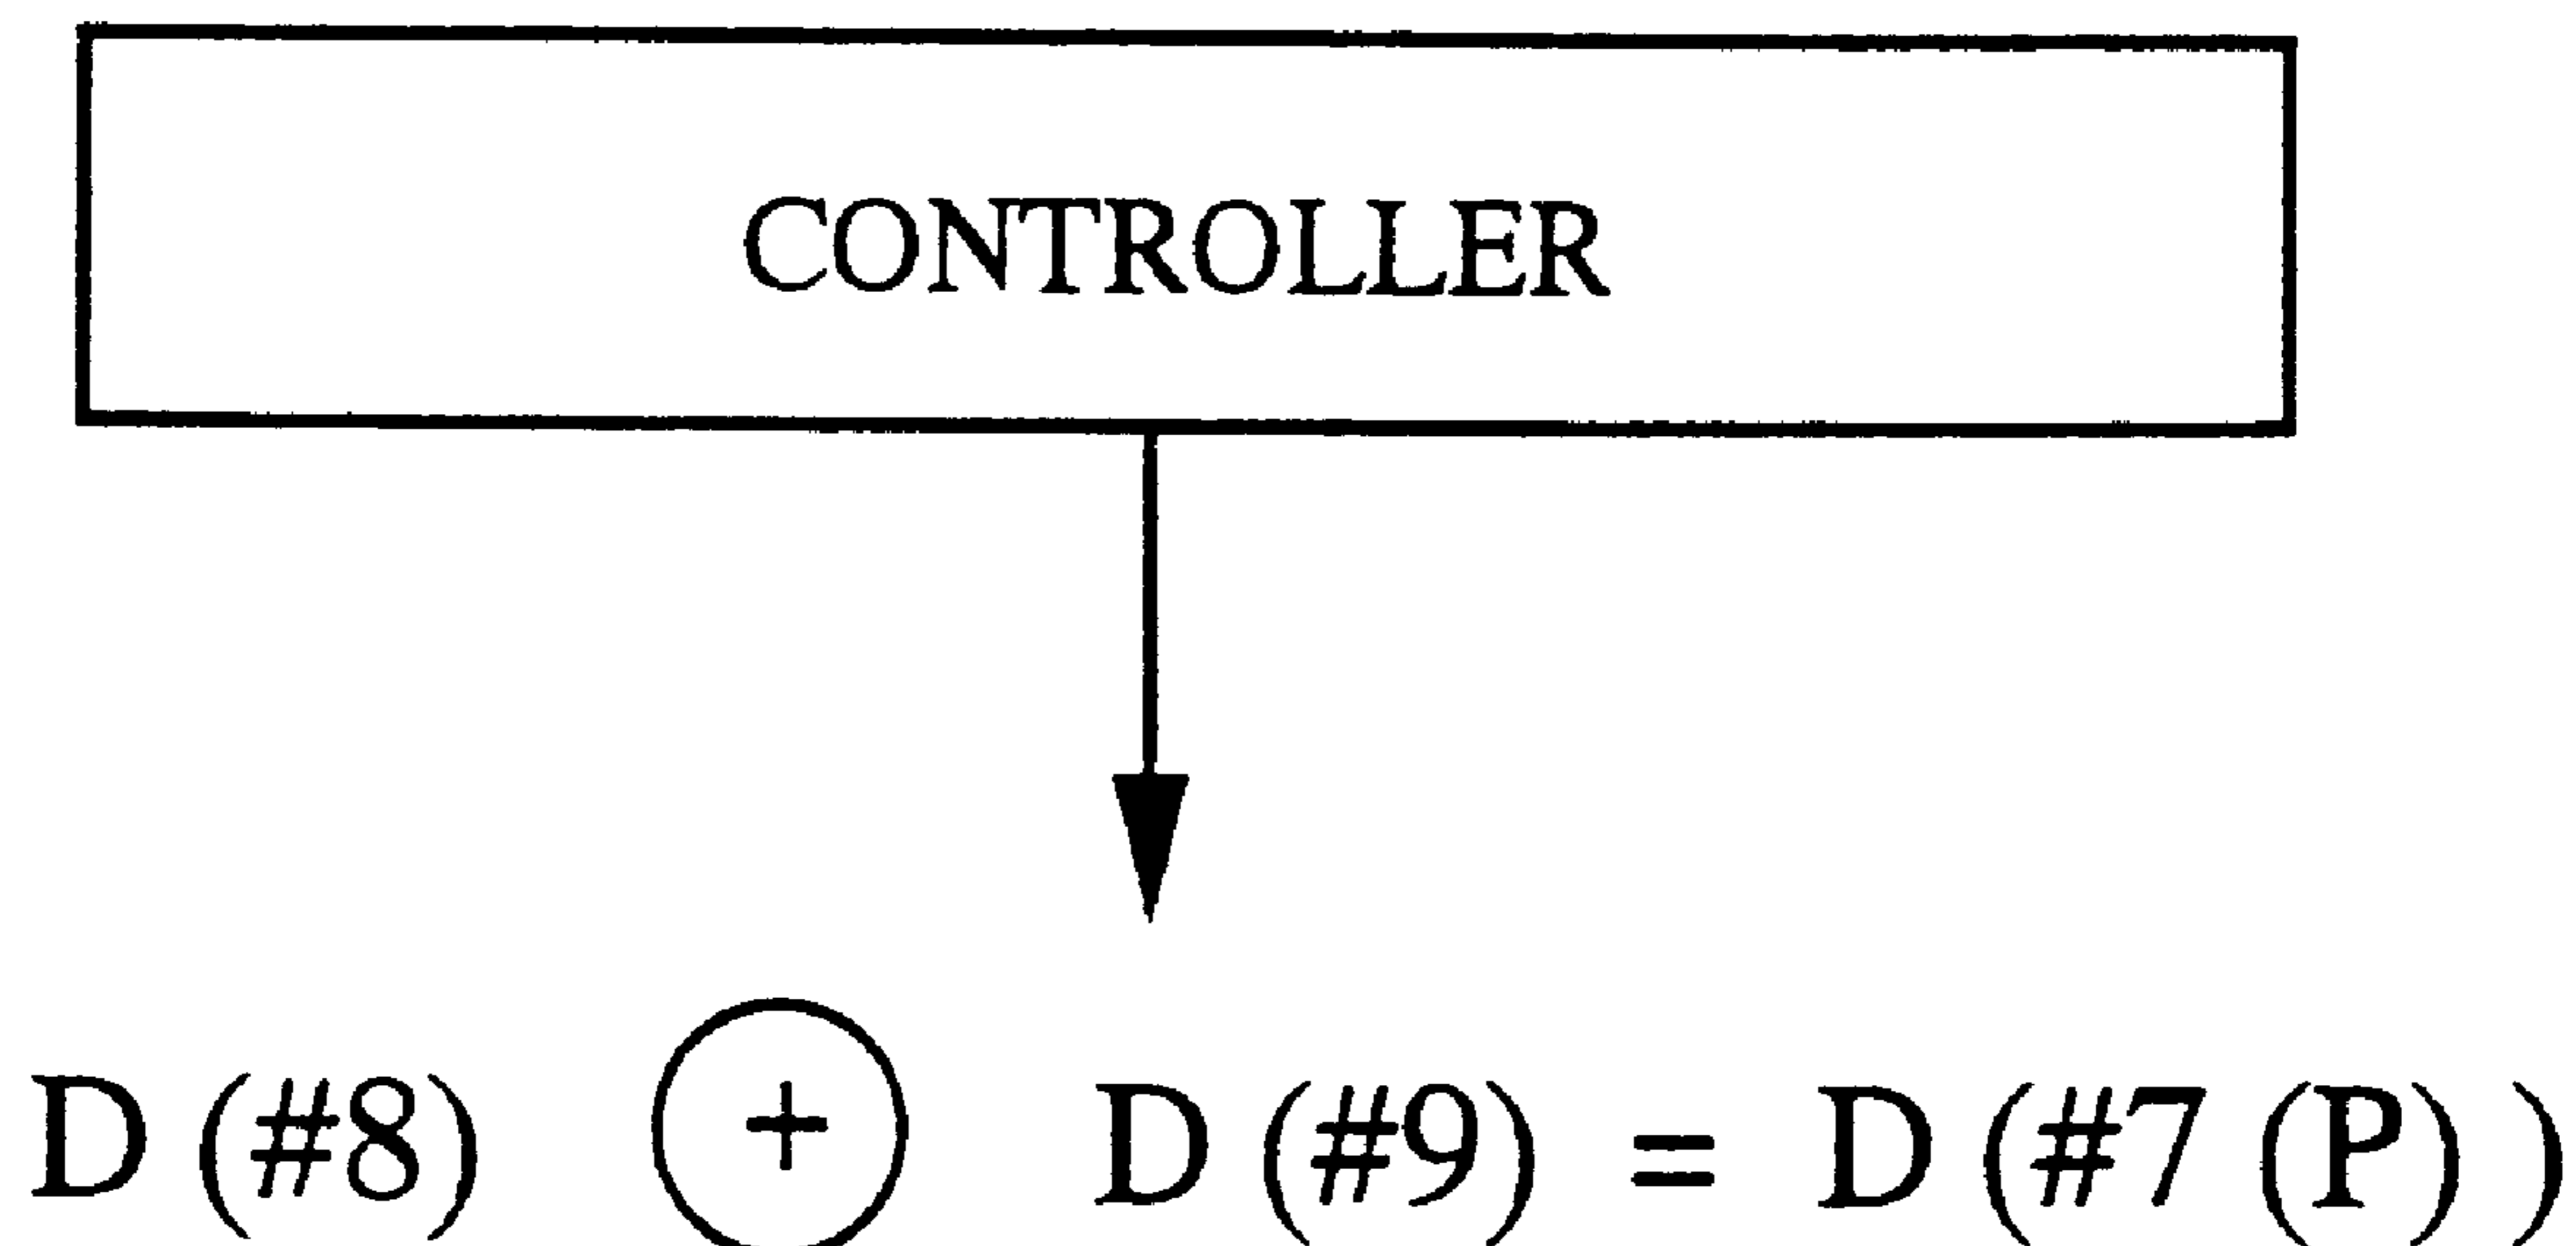 CONTROLLER
D (#8) ⊕ D (#9) = D (#7 (P) )